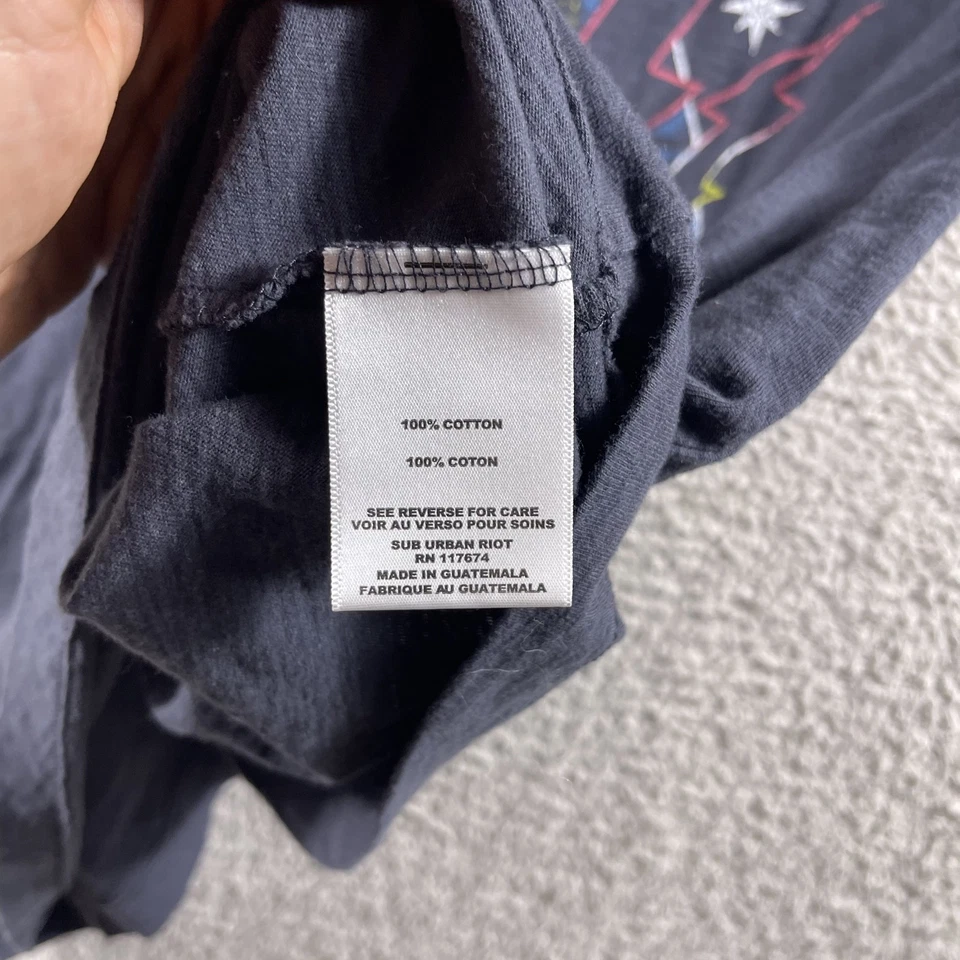 100% COTTON
100% COTON
SEE REVERSE FOR CARE
VOIR AU VERSO POUR SOINS
SUB URBAN RIOT
RN 117674
MADE IN GUATEMALA
FABRIQUE AU GUATEMALA